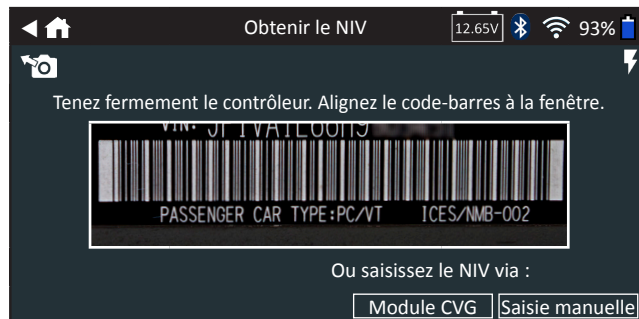 Obtenir le NIV
12.65V
93%
Tenez fermement le contrôleur. Alignez le code-barres à la fenêtre.
VIN:
PASSENGER CAR TYPE:PC/VT ICES/NMB-002
Ou saisissez le NIV via :
Module CVG Saisie manuelle